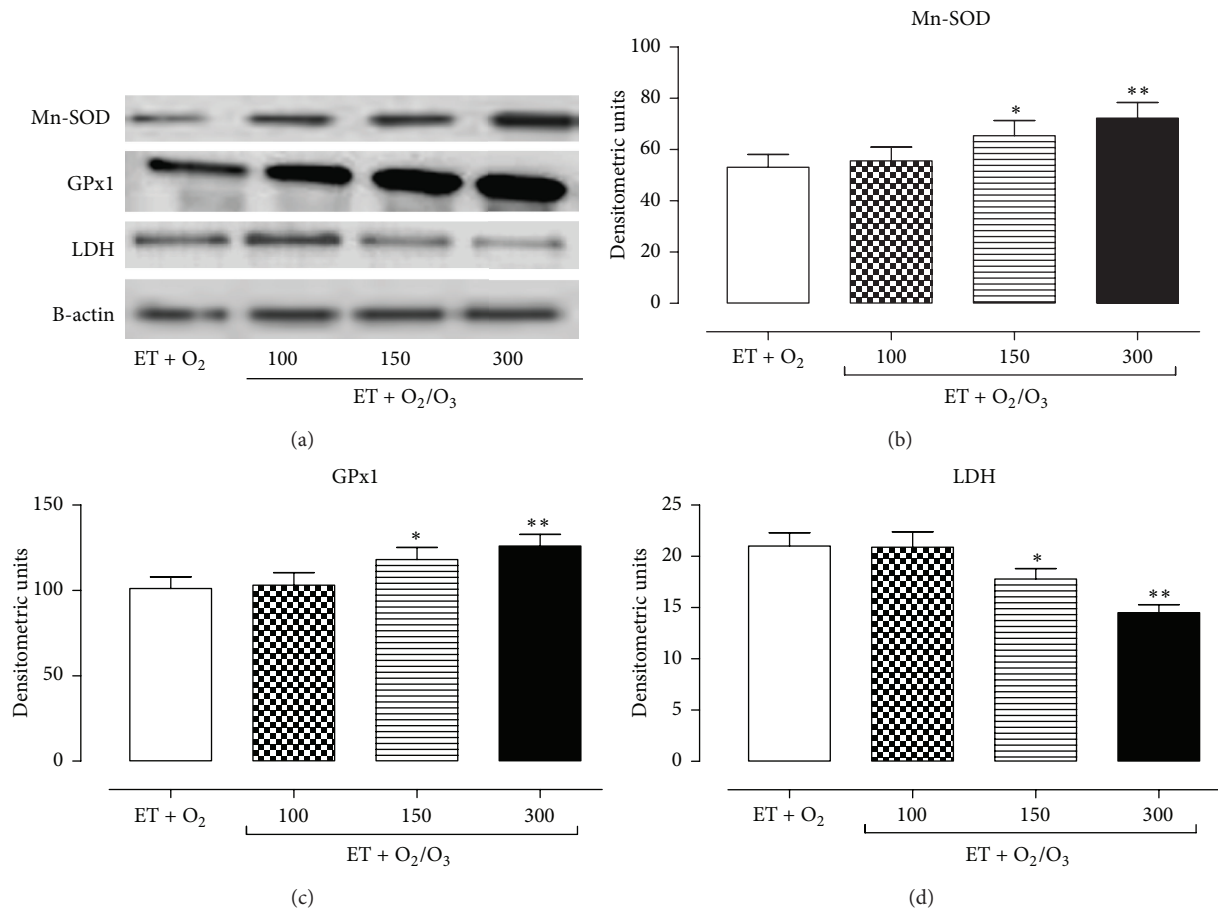 Mn-SOD
GPx1
LDH
B-actin
ET + O₂ 100 150 300
ET + O₂/O₃
(a)
Mn-SOD
Densitometric units
100
80
60
40
20
0
* **
ET + O₂ 100 150 300
ET + O₂/O₃
(b)
GPx1
Densitometric units
150
100
50
0
* **
ET + O₂ 100 150 300
ET + O₂/O₃
(c)
LDH
Densitometric units
25
20
15
10
5
0
* **
ET + O₂ 100 150 300
ET + O₂/O₃
(d)